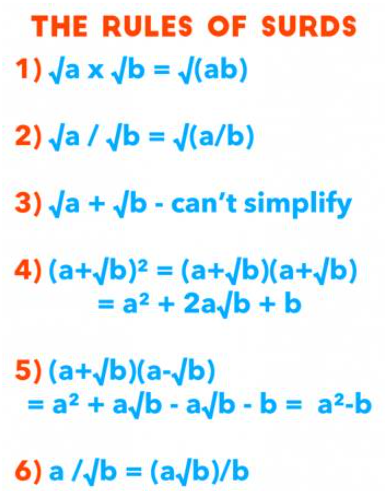 THE RULES OF SURDS
1) √a x √b = √(ab)
2) √a / √b = √(a/b)
3) √a + √b - can't simplify
4) (a+√b)² = (a+√b)(a+√b)
= a² + 2a√b + b
5) (a+√b)(a-√b)
= a² + a√b - a√b - b = a²-b
6) a /√b = (a√b)/b